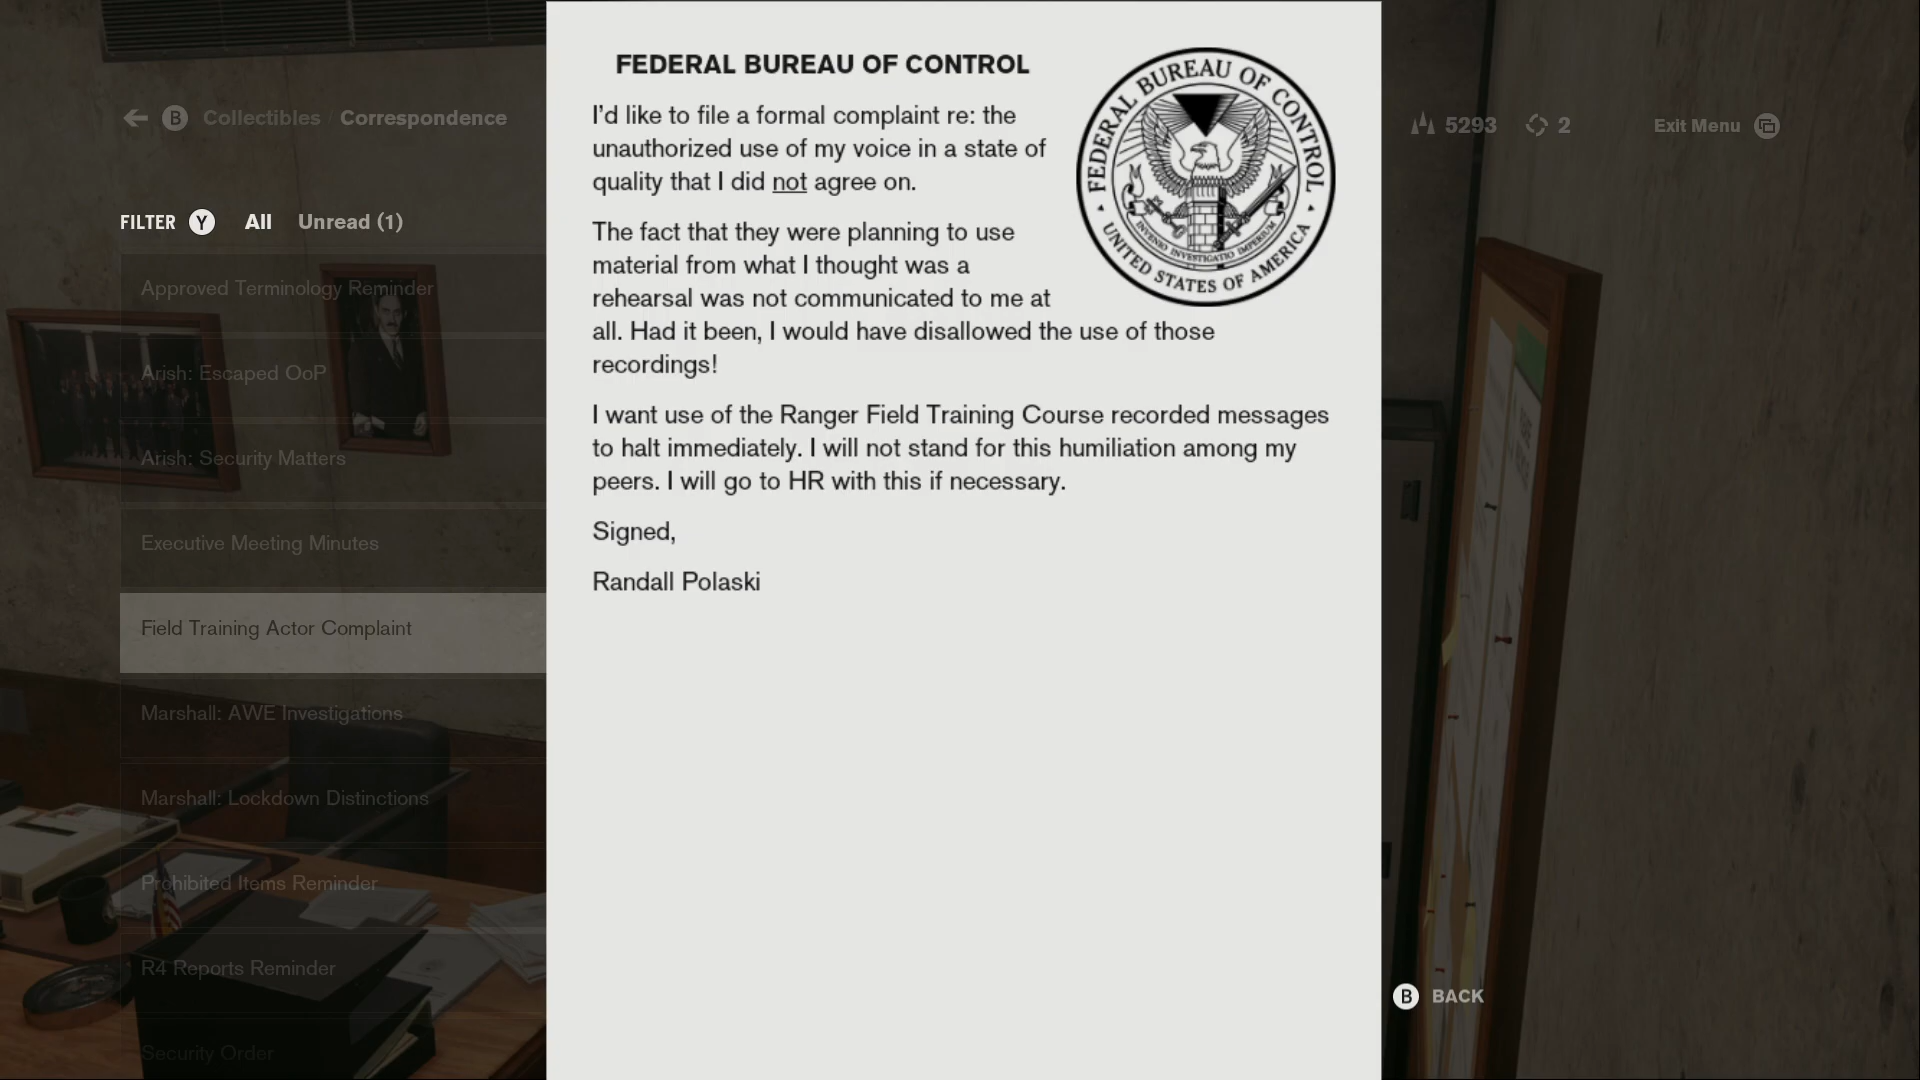 FEDERAL BUREAU OF CONTROL
I'd like to file a formal complaint re: the
unauthorized use of my voice in a state of
quality that I did not agree on.
The fact that they were planning to use
material from what I thought was a
rehearsal was not communicated to me at
all. Had it been, I would have disallowed the use of those
recordings!
I want use of the Ranger Field Training Course recorded messages
to halt immediately. I will not stand for this humiliation among my
peers. I will go to HR with this if necessary.
Signed,
Randall Polaski
FEDERAL BUREAU OF CONTROL
UNITED STATES OF AMERICA
INVENIO INVESTIGATIO IMPERIUM
B Collectibles / Correspondence
5293 2 Exit Menu
FILTER Y All Unread (1)
Approved Terminology Reminder
Arish: Escaped OoP
Arish: Security Matters
Executive Meeting Minutes
Field Training Actor Complaint
Marshall: AWE Investigations
Marshall: Lockdown Distinctions
Prohibited Items Reminder
R4 Reports Reminder
Security Order
B BACK